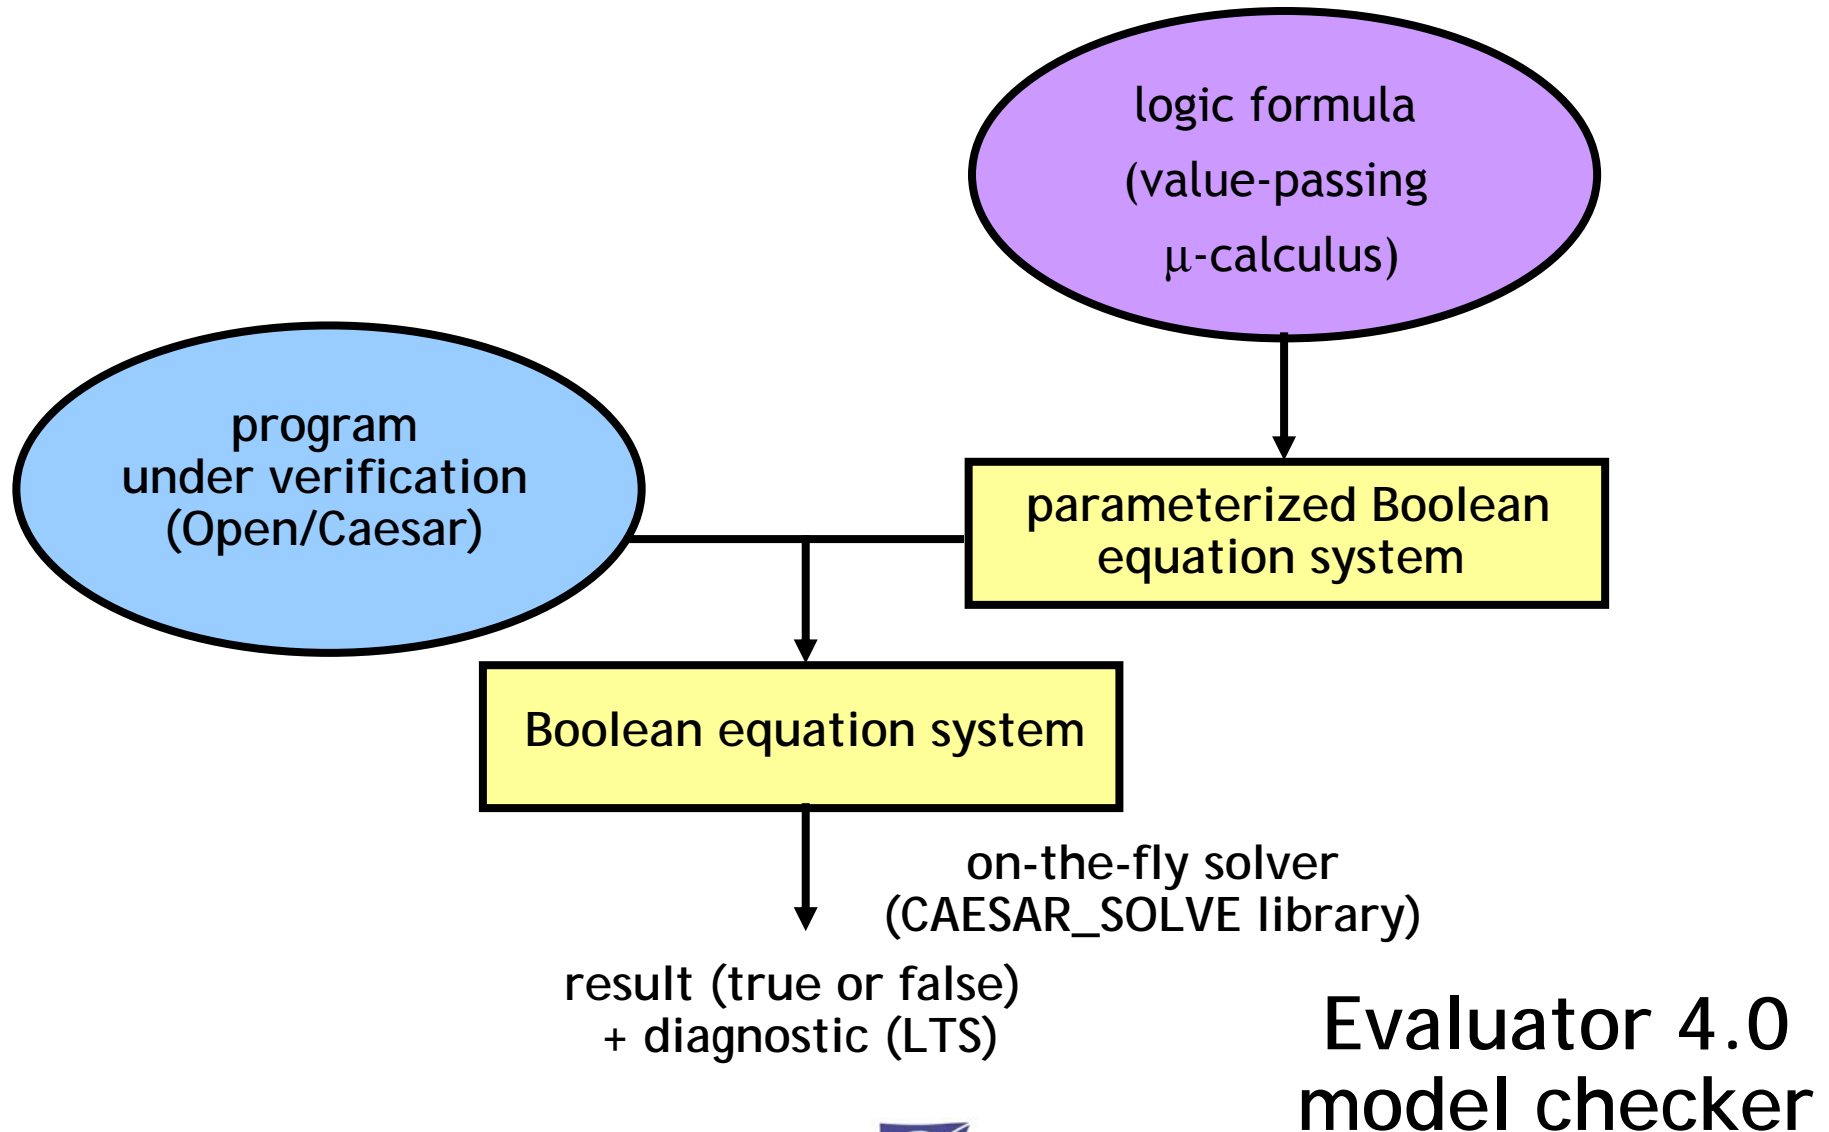 logic formula
(value-passing
μ-calculus)
program
under verification
(Open/Caesar)
parameterized Boolean
equation system
Boolean equation system
on-the-fly solver
(CAESAR_SOLVE library)
result (true or false)
+ diagnostic (LTS)
Evaluator 4.0
model checker